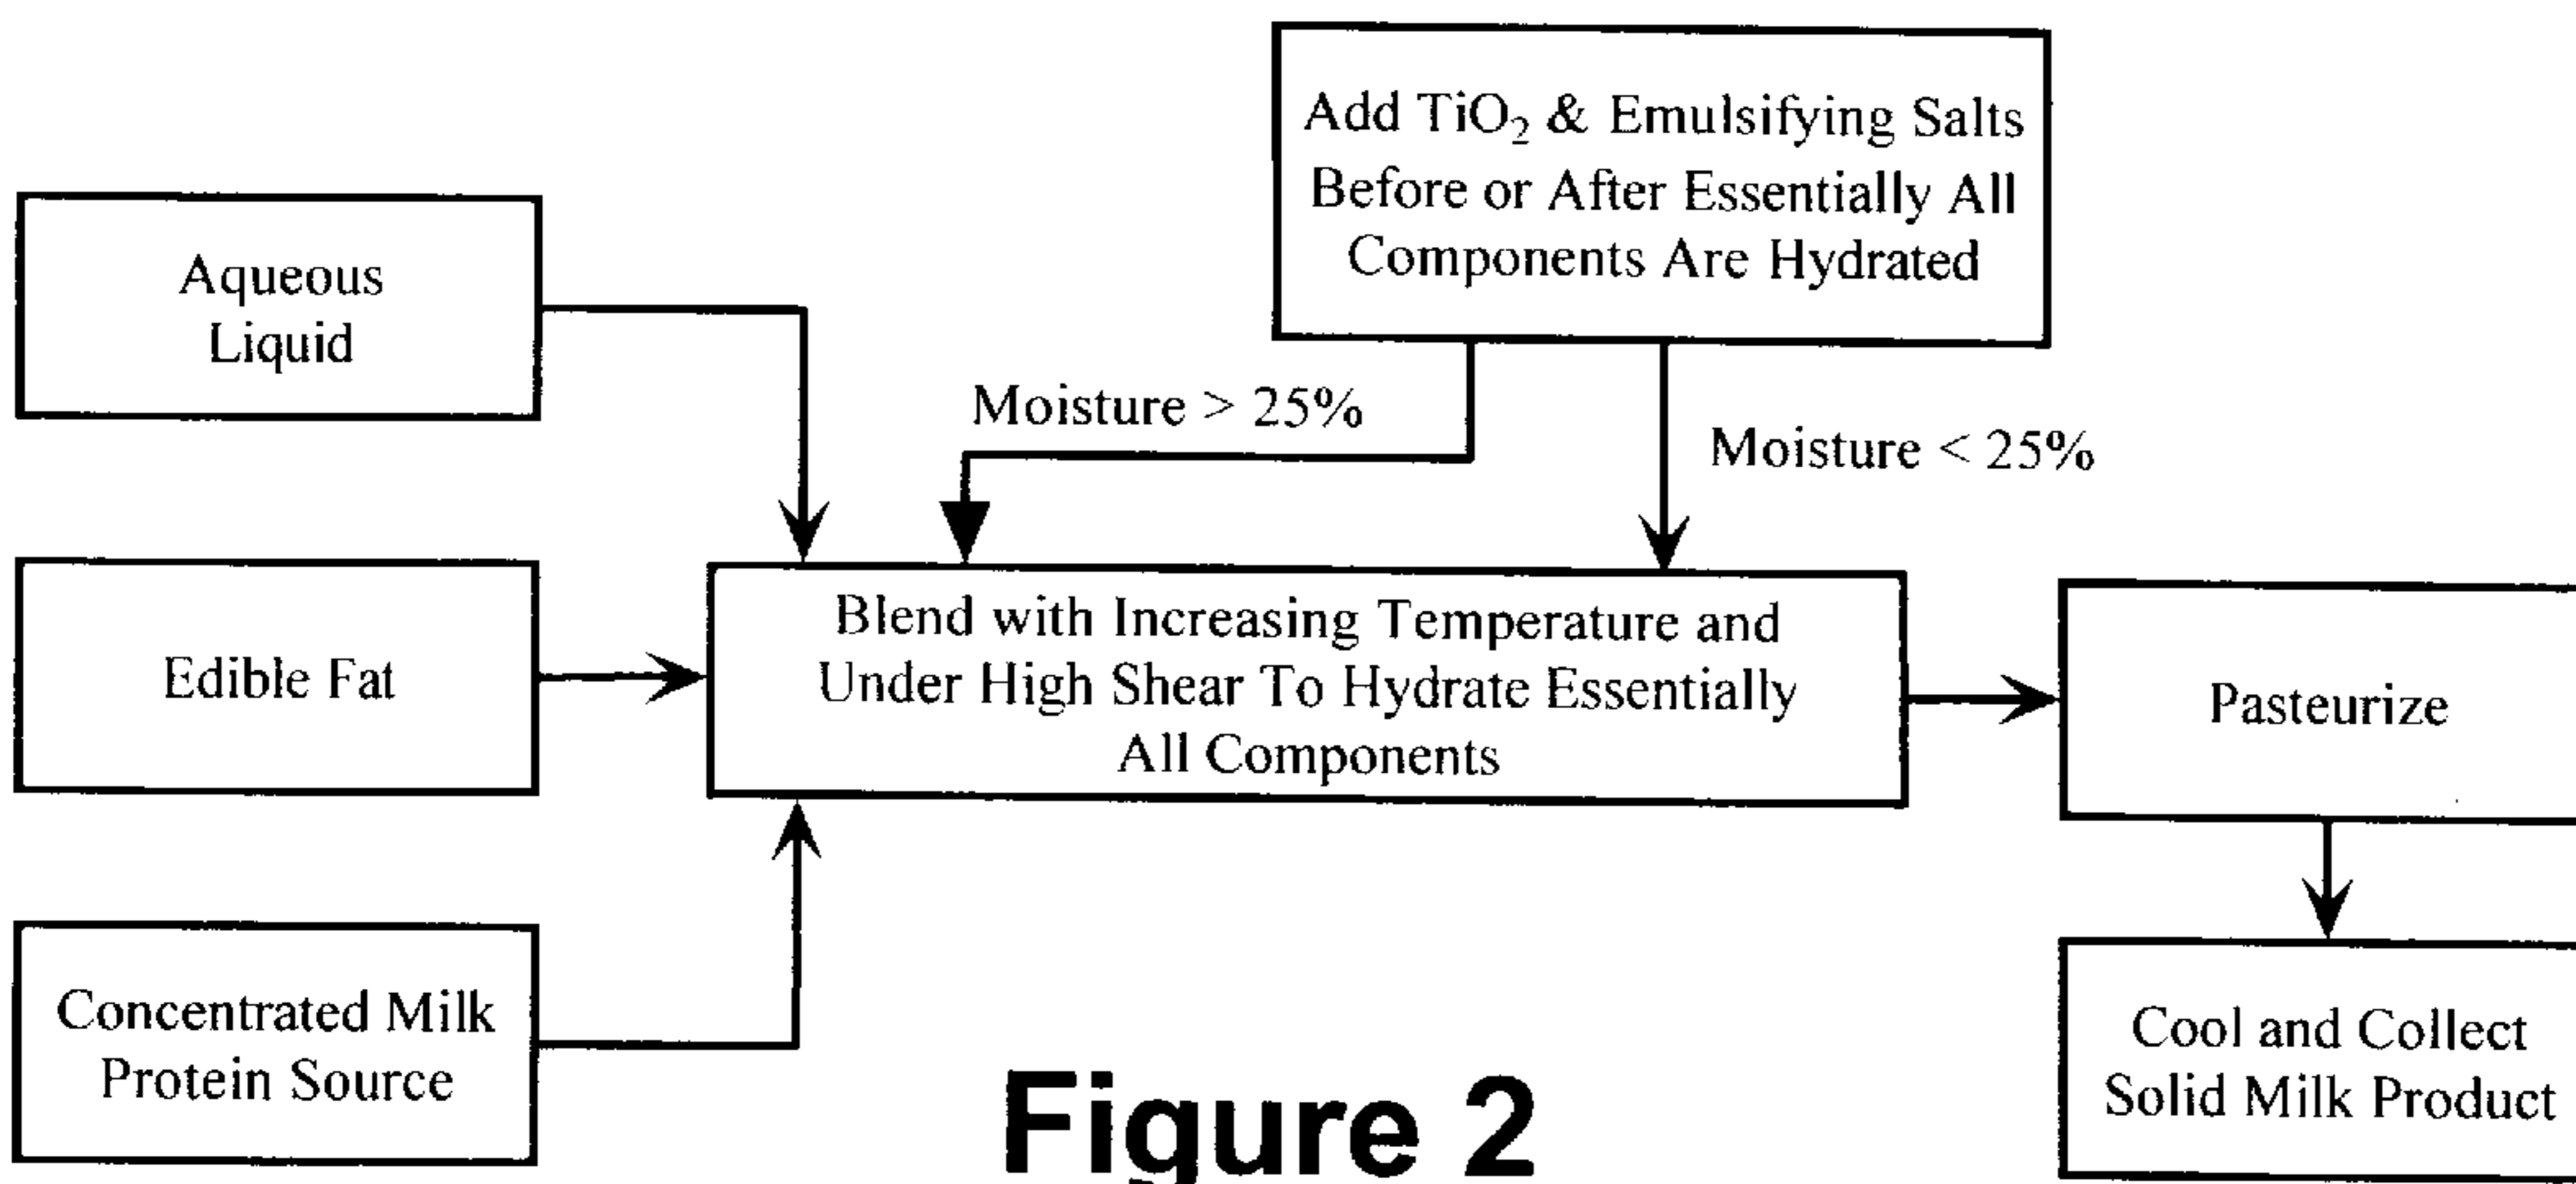 Add TiO₂ & Emulsifying Salts
Before or After Essentially All
Components Are Hydrated
Aqueous
Liquid
Moisture > 25%
Moisture < 25%
Edible Fat
Blend with Increasing Temperature and
Under High Shear To Hydrate Essentially
All Components
Pasteurize
Concentrated Milk
Protein Source
Cool and Collect
Solid Milk Product
Figure 2